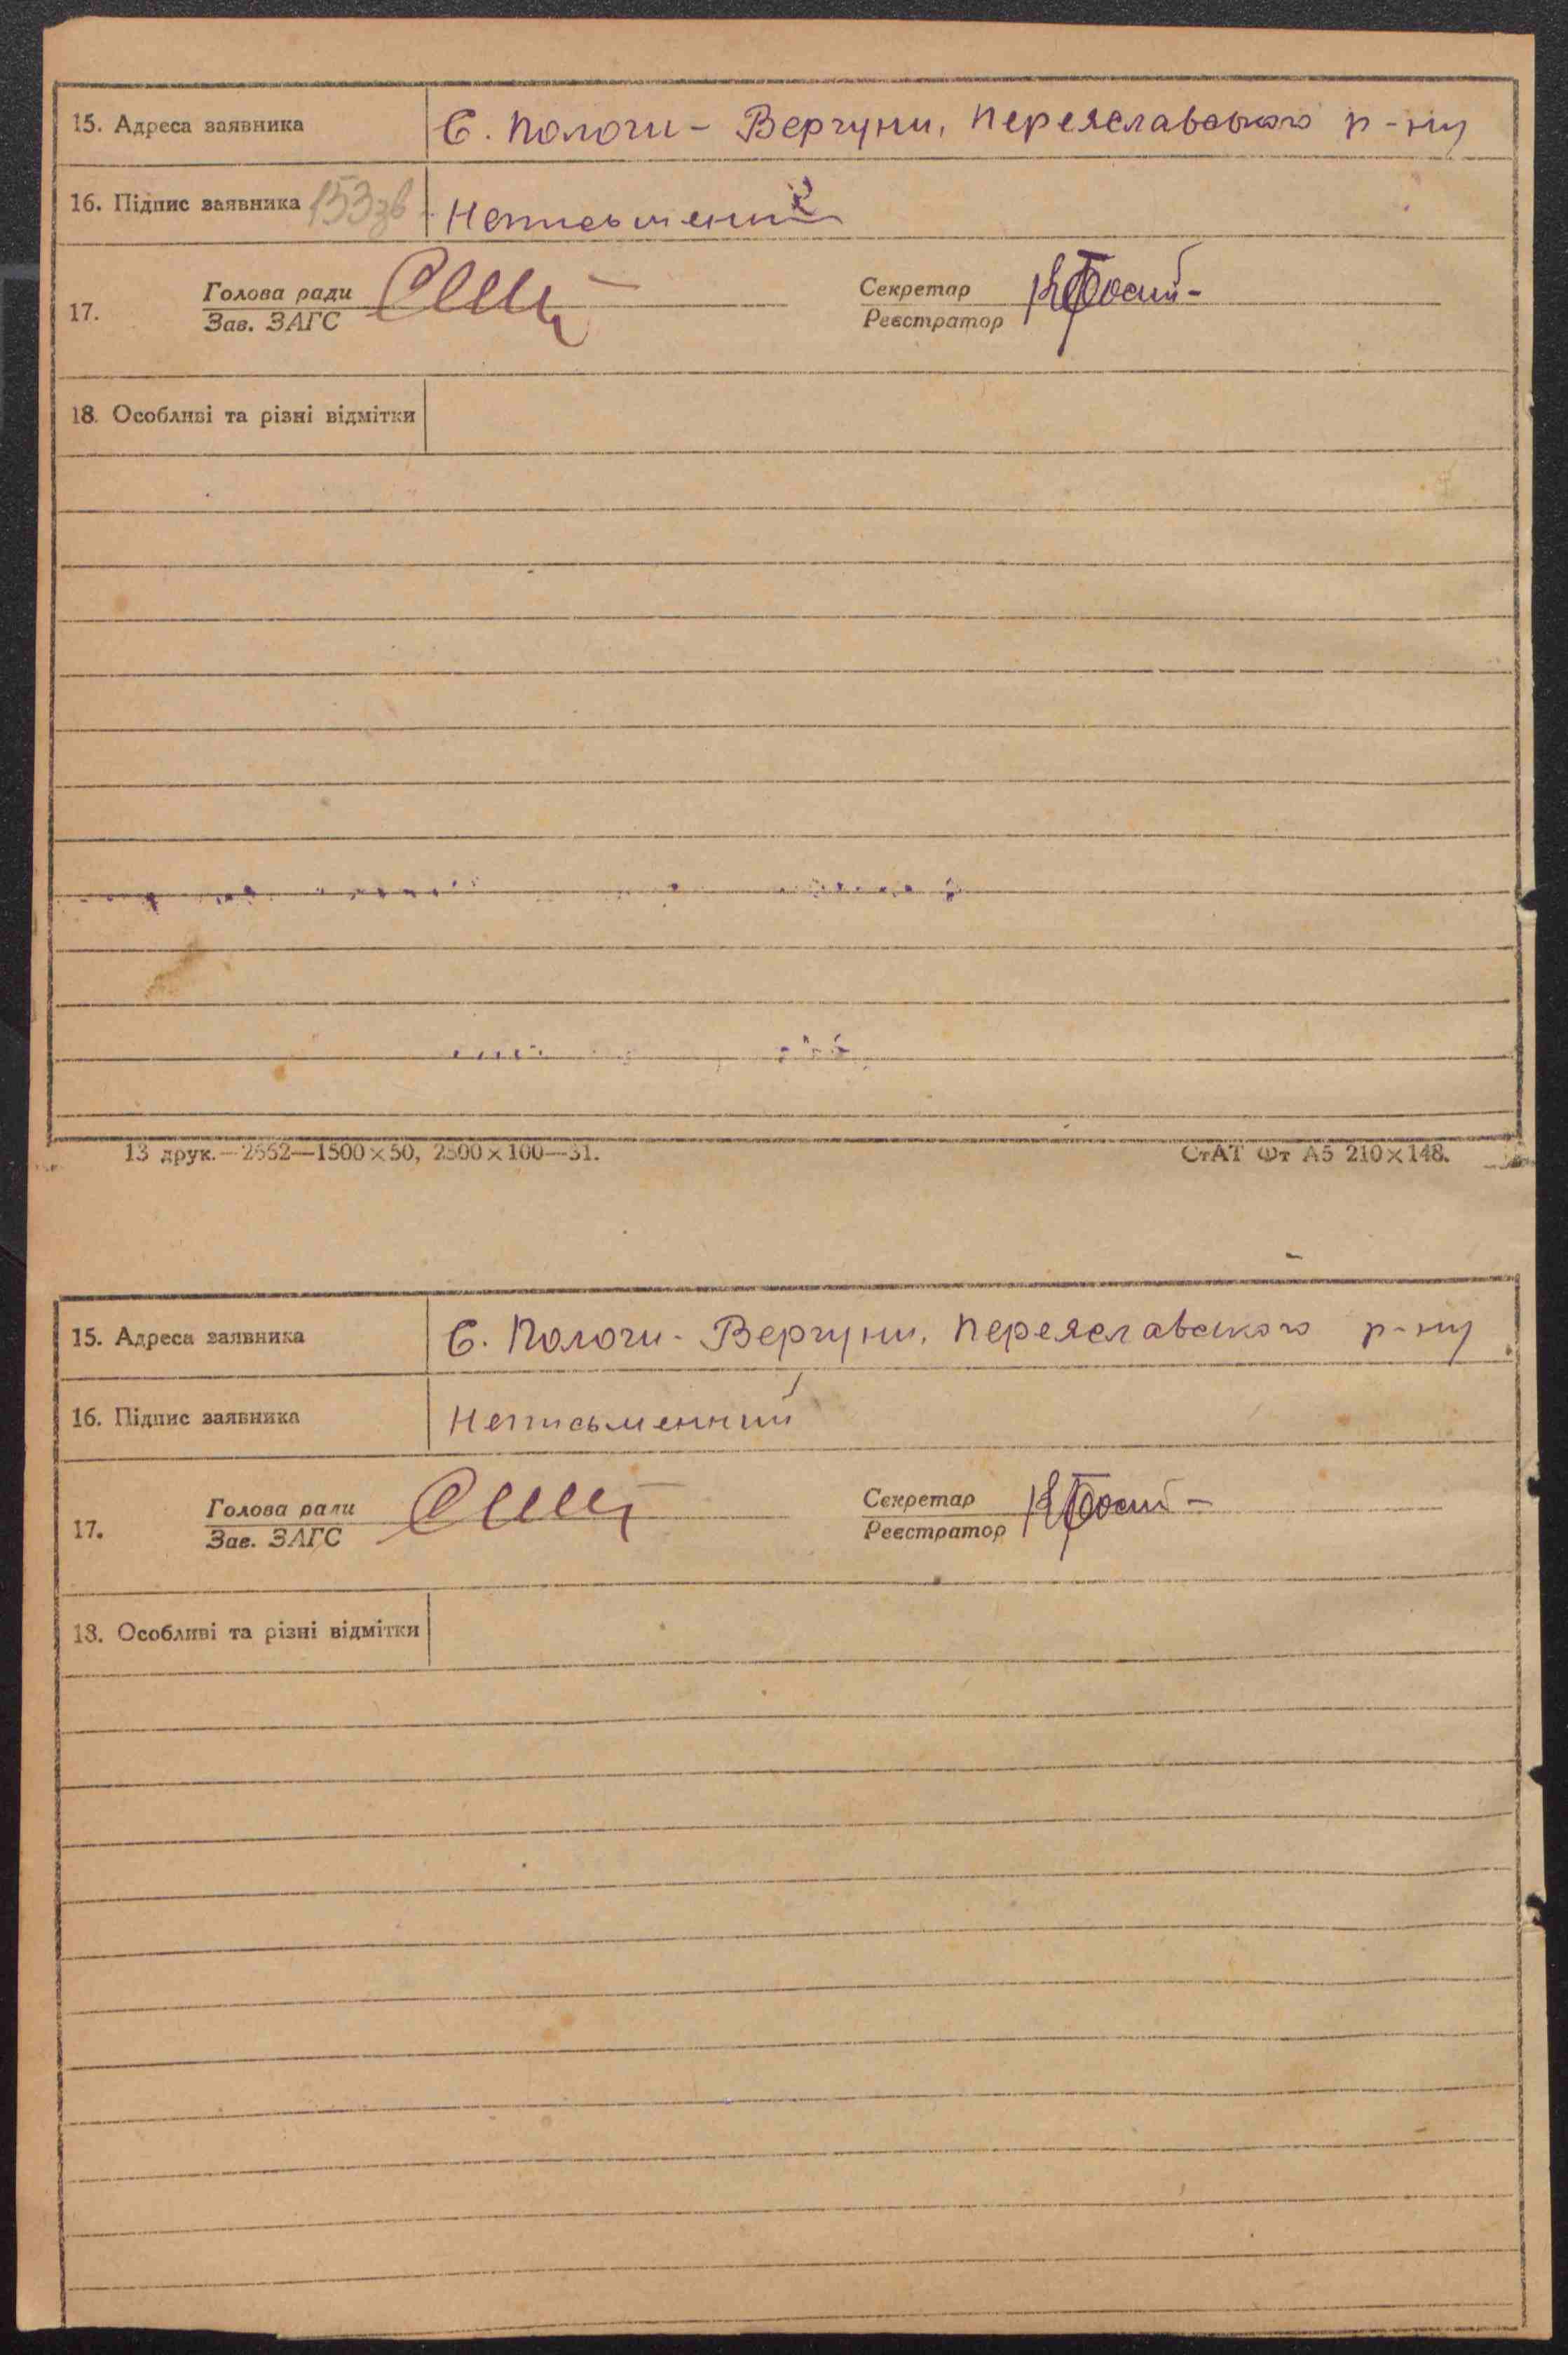 15. Адреса заявника С. Пологи - Вергуни, Переяславського р-ну
16. Підпис заявника 153зв Неписьменний
Голова ради Секретар
17.
Зав. ЗАГС Реєстратор
18. Особливі та різні відмітки
13 друк.—2662—1500×50, 2500×100—31. СтАТ Фт А5 210×148.
15. Адреса заявника С. Пологи - Вергуни, Переяславського р-ну
16. Підпис заявника Неписьменний
Голова ради Секретар
17.
Зав. ЗАГС Реєстратор
18. Особливі та різні відмітки